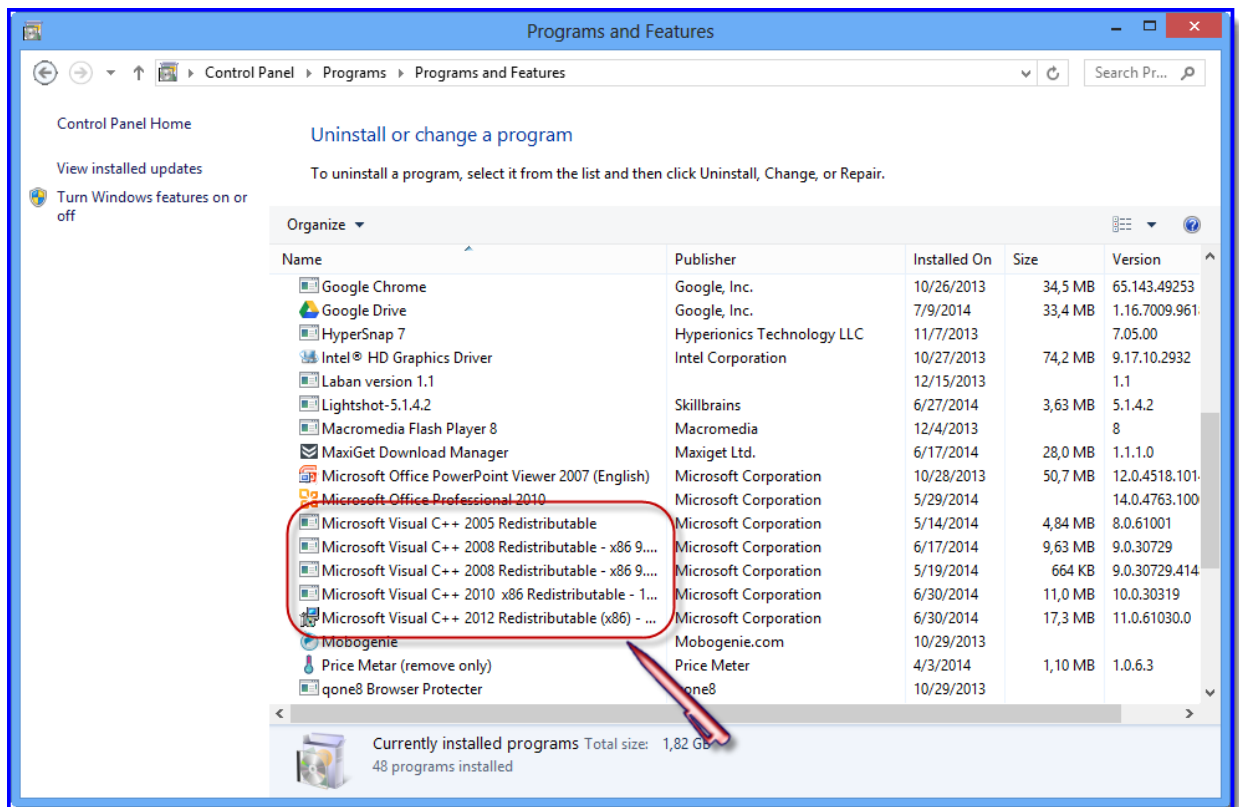 Programs and Features
Control Panel Programs Programs and Features
Search Pr...
Control Panel Home
View installed updates
Turn Windows features on or
off
Uninstall or change a program
To uninstall a program, select it from the list and then click Uninstall, Change, or Repair.
Organize
Name Publisher Installed On Size Version
Google Chrome Google, Inc. 10/26/2013 34,5 MB 65.143.49253
Google Drive Google, Inc. 7/9/2014 33,4 MB 1.16.7009.961
HyperSnap 7 Hyperionics Technology LLC 11/7/2013 7.05.00
Intel® HD Graphics Driver Intel Corporation 10/27/2013 74,2 MB 9.17.10.2932
Laban version 1.1 12/15/2013 1.1
Lightshot-5.1.4.2 Skillbrains 6/27/2014 3,63 MB 5.1.4.2
Macromedia Flash Player 8 Macromedia 12/4/2013 8
MaxiGet Download Manager Maxiget Ltd. 6/17/2014 28,0 MB 1.1.1.0
Microsoft Office PowerPoint Viewer 2007 (English) Microsoft Corporation 10/28/2013 50,7 MB 12.0.4518.101
Microsoft Office Professional 2010 Microsoft Corporation 5/29/2014 14.0.4763.100
Microsoft Visual C++ 2005 Redistributable Microsoft Corporation 5/14/2014 4,84 MB 8.0.61001
Microsoft Visual C++ 2008 Redistributable - x86 9.... Microsoft Corporation 6/17/2014 9,63 MB 9.0.30729
Microsoft Visual C++ 2008 Redistributable - x86 9.... Microsoft Corporation 5/19/2014 664 KB 9.0.30729.414
Microsoft Visual C++ 2010 x86 Redistributable - 1... Microsoft Corporation 6/30/2014 11,0 MB 10.0.30319
Microsoft Visual C++ 2012 Redistributable (x86) - ... Microsoft Corporation 6/30/2014 17,3 MB 11.0.61030.0
Mobogenie Mobogenie.com 10/29/2013
Price Metar (remove only) Price Meter 4/3/2014 1,10 MB 1.0.6.3
qone8 Browser Protecter qone8 10/29/2013
Currently installed programs Total size: 1,82 GB
48 programs installed